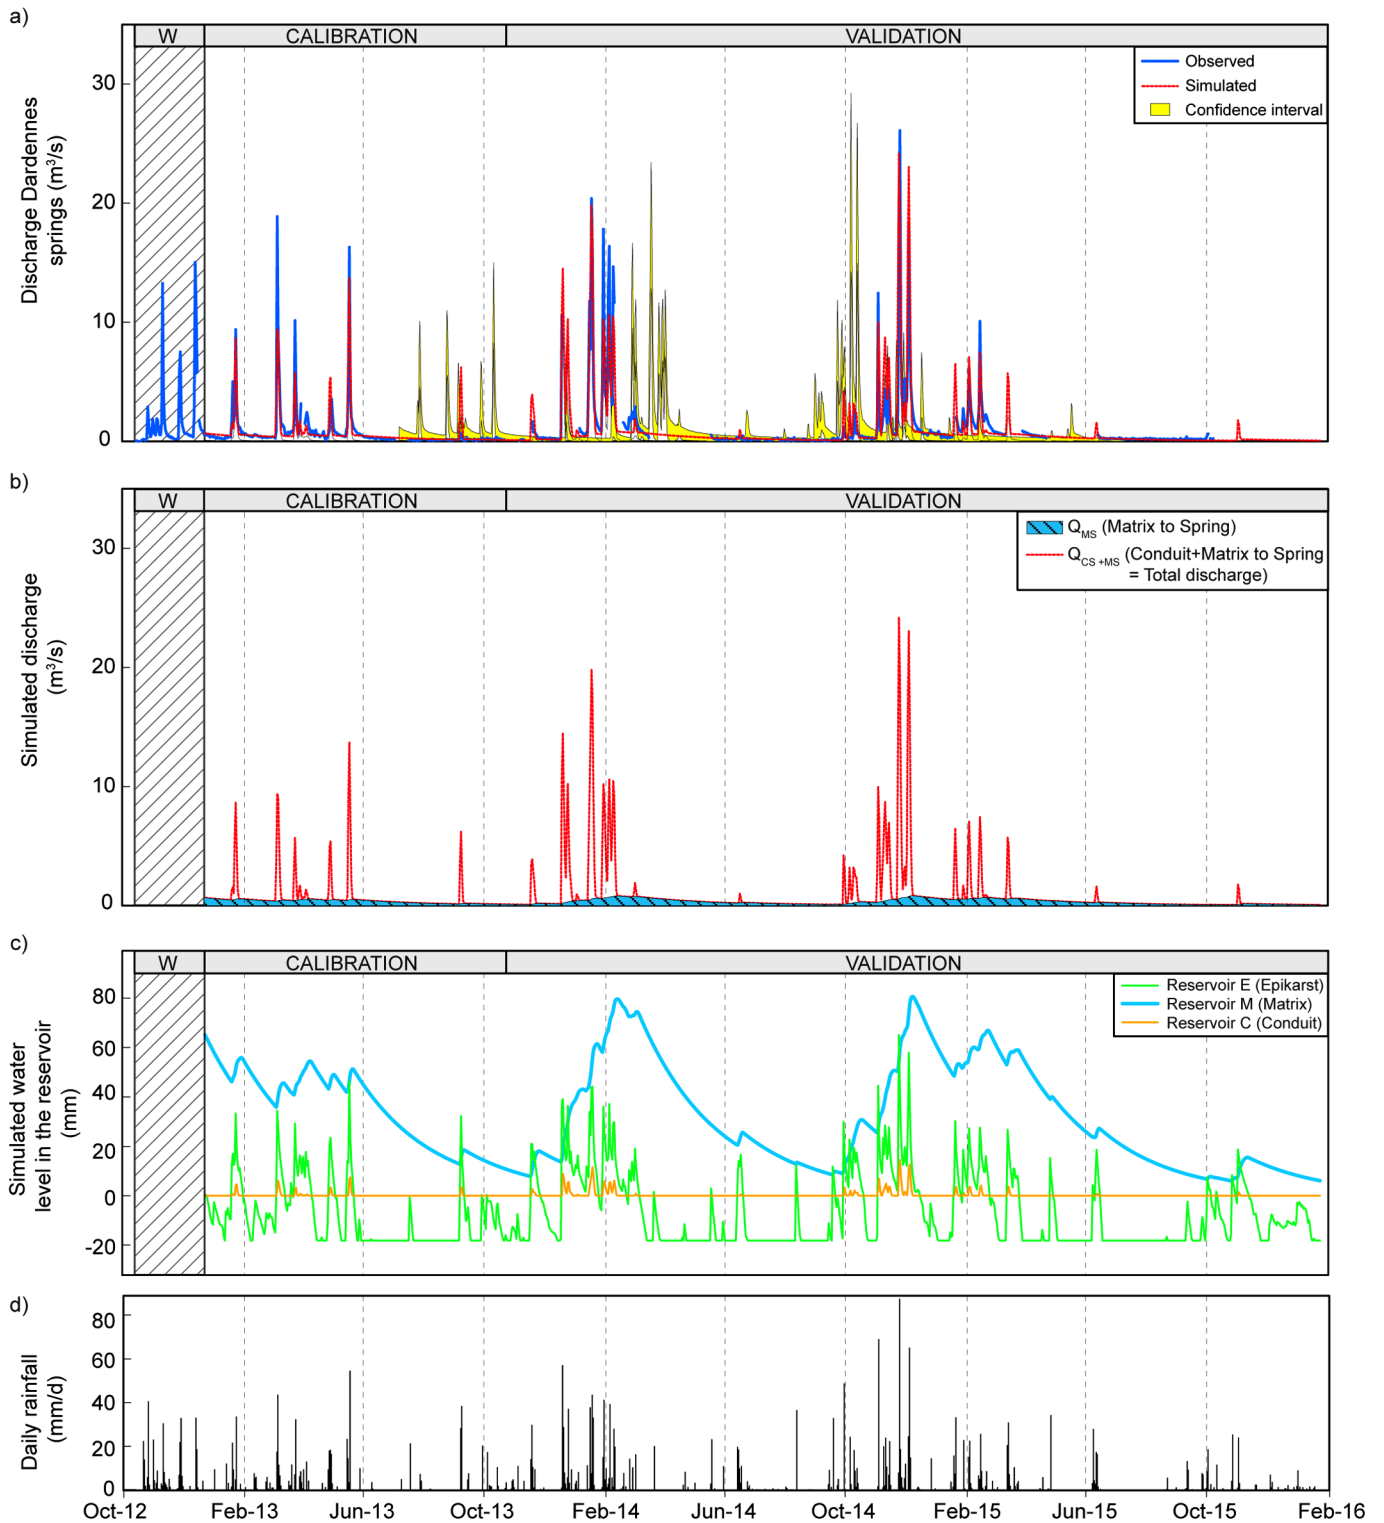 a)
W CALIBRATION VALIDATION
Discharge Dardennes
springs (m³/s)
30
20
10
0
Observed
Simulated
Confidence interval
b)
W CALIBRATION VALIDATION
Simulated discharge
(m³/s)
30
20
10
0
Q_MS (Matrix to Spring)
Q_CS+MS (Conduit+Matrix to Spring
= Total discharge)
c)
W CALIBRATION VALIDATION
Simulated water
level in the reservoir
(mm)
80
60
40
20
0
-20
Reservoir E (Epikarst)
Reservoir M (Matrix)
Reservoir C (Conduit)
d)
Daily rainfall
(mm/d)
80
60
40
20
0
Oct-12 Feb-13 Jun-13 Oct-13 Feb-14 Jun-14 Oct-14 Feb-15 Jun-15 Oct-15 Feb-16